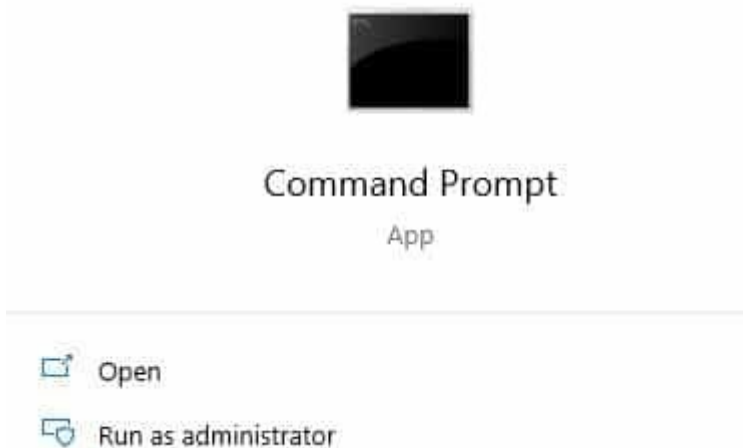 Command Prompt
App
Open
Run as administrator